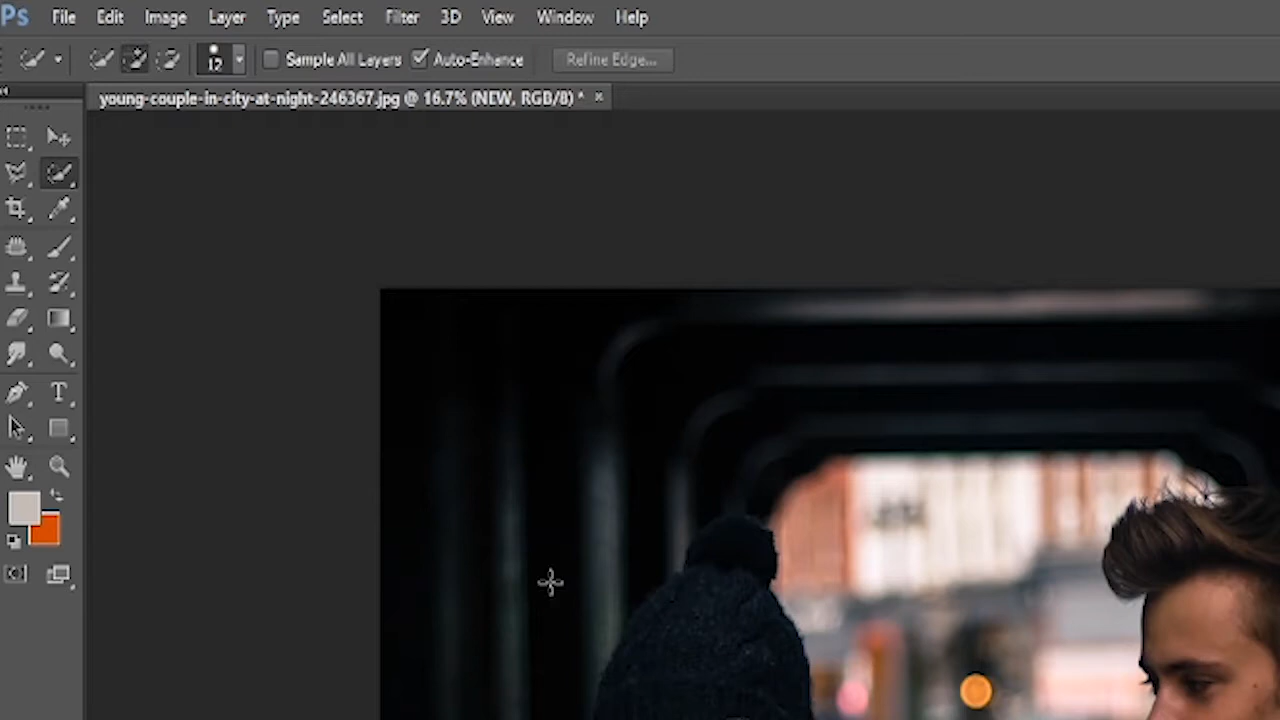 Ps File Edit Image Layer Type Select Filter 3D View Window Help
12 Sample All Layers Auto-Enhance Refine Edge...
young-couple-in-city-at-night-246367.jpg @ 16.7% (NEW, RGB/8) * ×
T